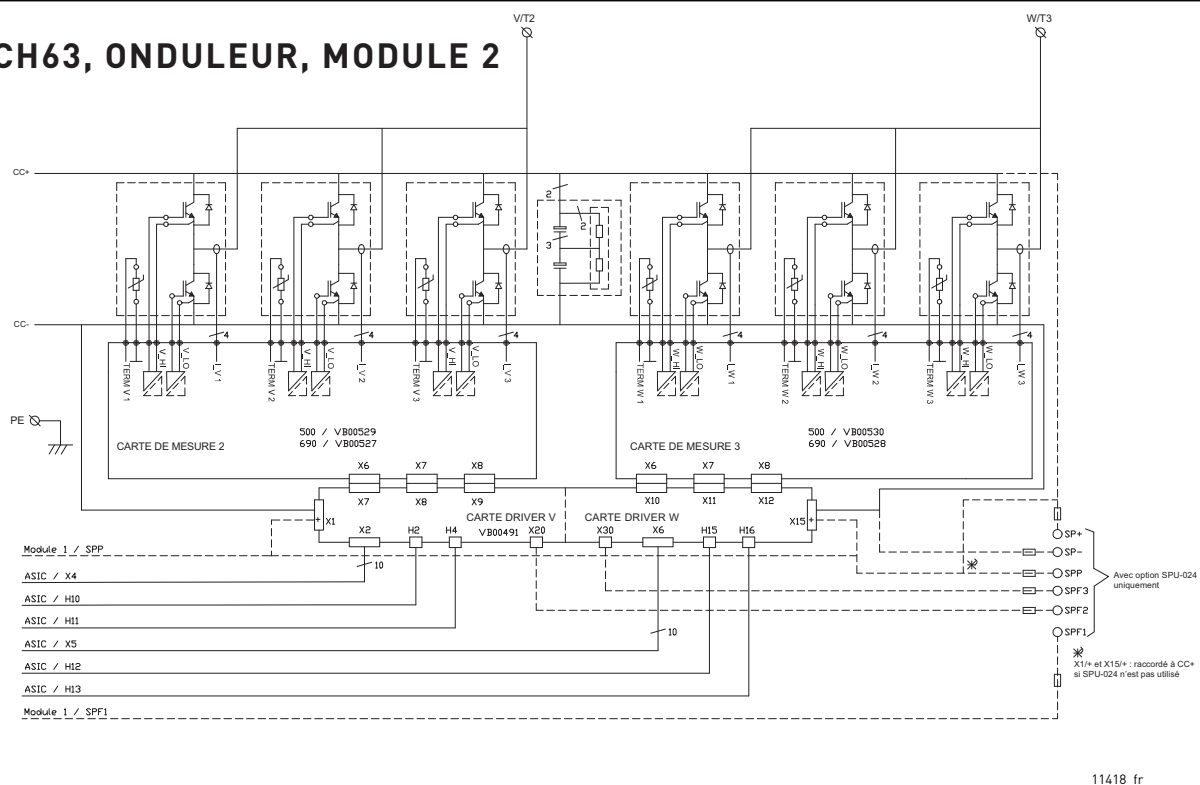 V/T2
W/T3
CH63, ONDULEUR, MODULE 2
CC+
2
2
3
CC-
4
4
4
4
4
4
TERM V 1
V_HI
V_LO
I_V 1
TERM V 2
V_HI
V_LO
I_V 2
TERM V 3
V_HI
V_LO
I_V 3
TERM W 1
W_HI
W_LO
I_W 1
TERM W 2
W_HI
W_LO
I_W 2
TERM W 3
W_HI
W_LO
I_W 3
PE
CARTE DE MESURE 2
500 / VB00529
690 / VB00527
CARTE DE MESURE 3
500 / VB00530
690 / VB00528
X6 X7 X8
X7 X8 X9
X6 X7 X8
X10 X11 X12
+ X1
CARTE DRIVER V
CARTE DRIVER W
VB00491
X15 +
X2 H2 H4 X20 X30 X6 H15 H16
SP+
SP-
SPP
SPF3
SPF2
SPF1
Avec option SPU-024
uniquement
X1/+ et X15/+ : raccordé à CC+
si SPU-024 n'est pas utilisé
Module 1 / SPP
10
ASIC / X4
ASIC / H10
ASIC / H11
10
ASIC / X5
ASIC / H12
ASIC / H13
Module 1 / SPF1
11418 fr